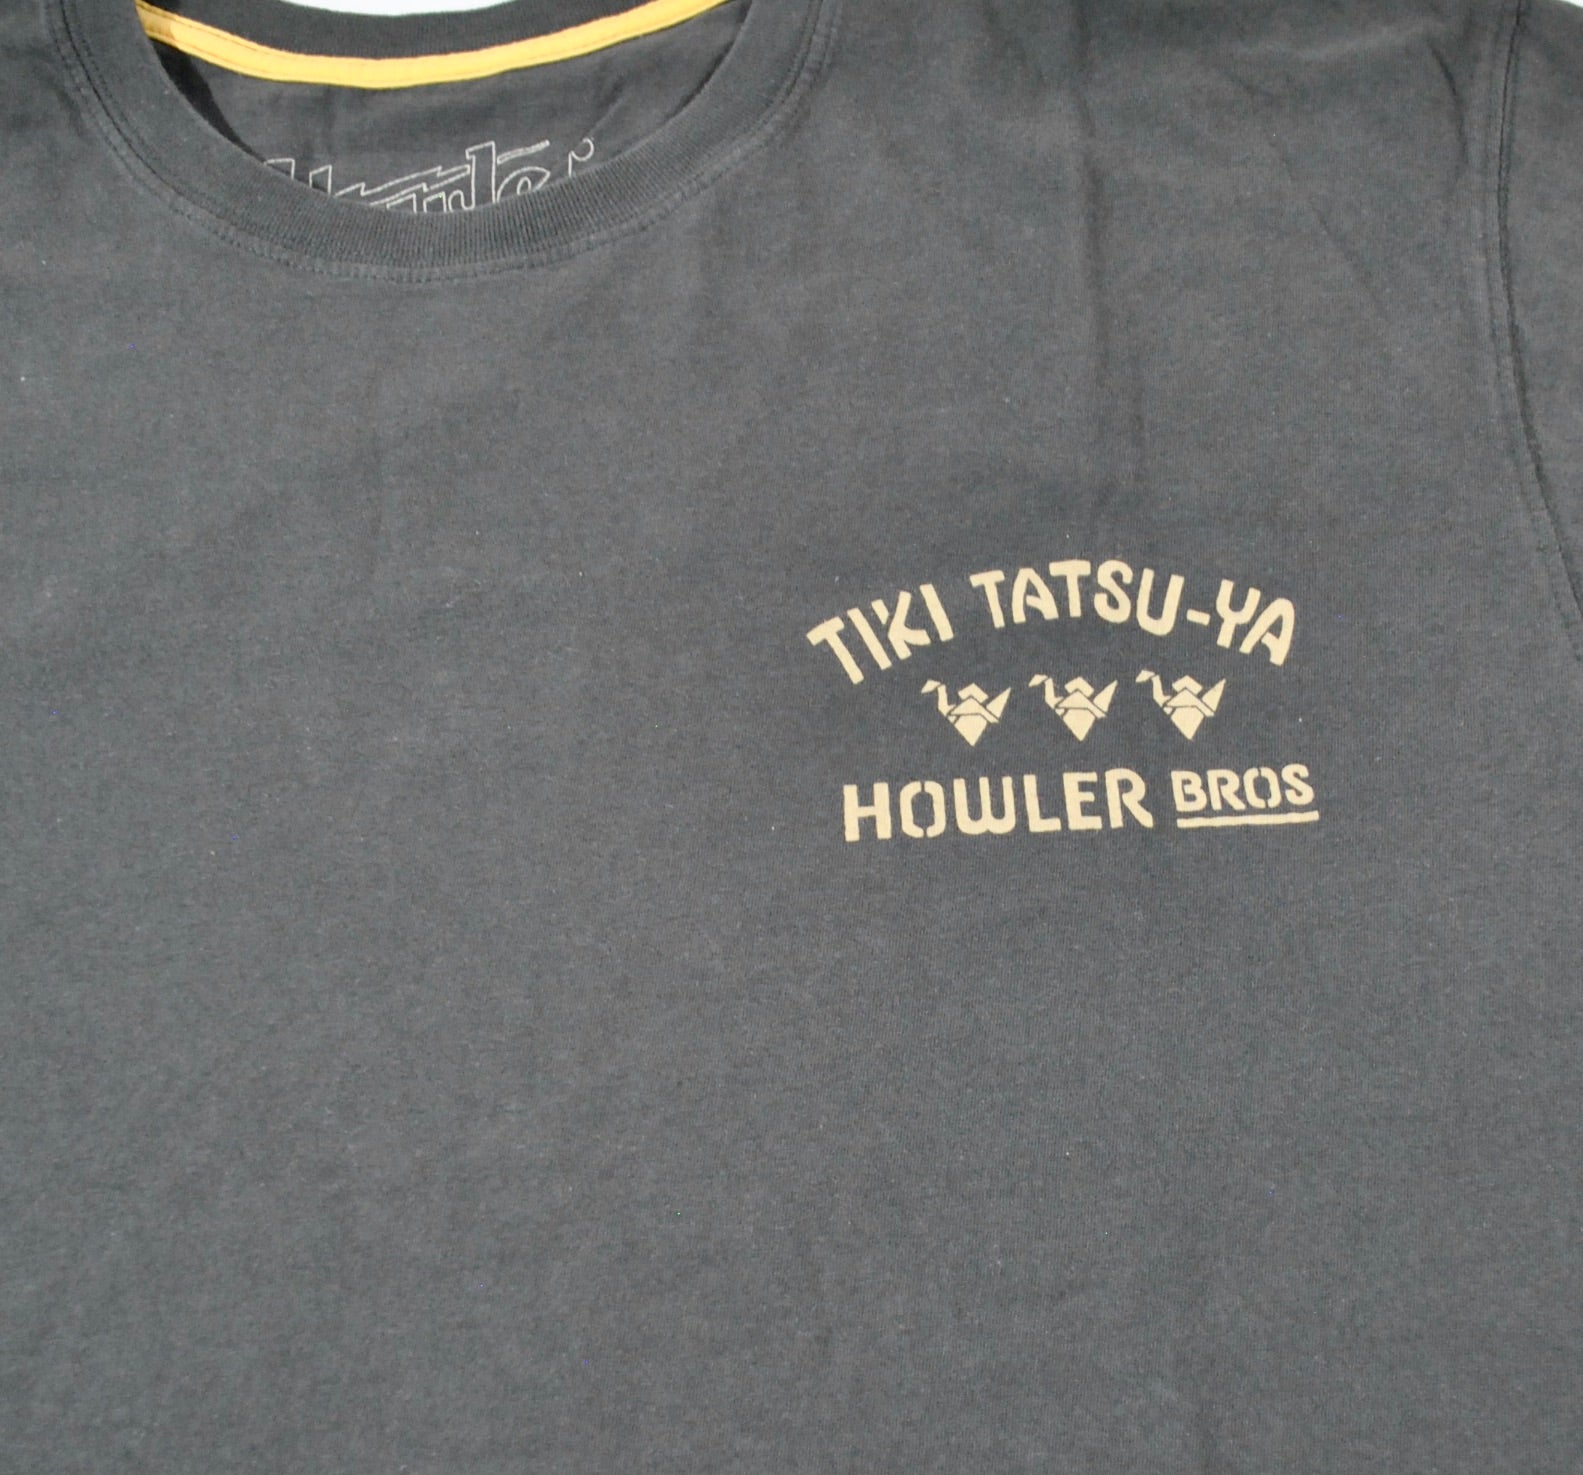 TIKI TATSU-YA
HOWLER BROS